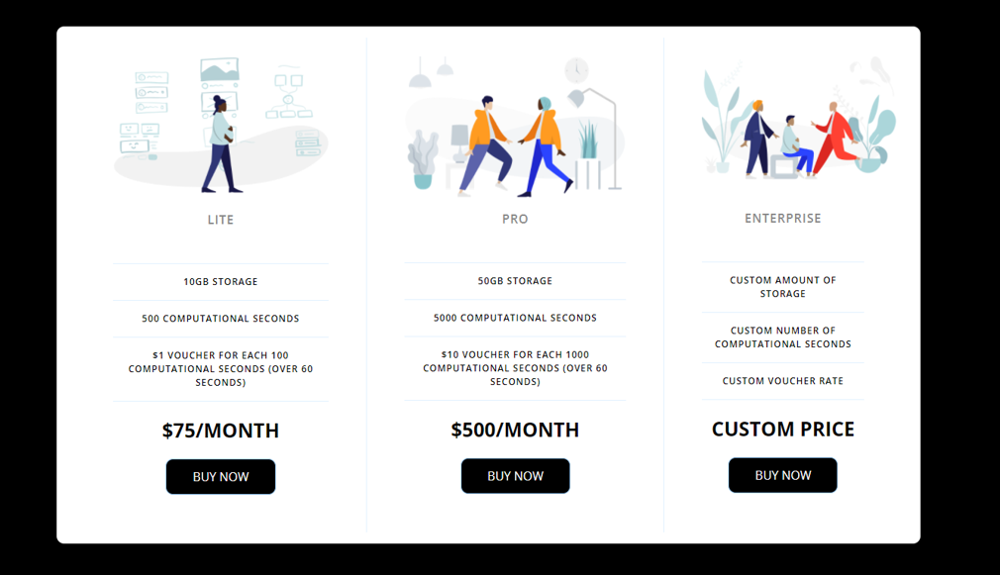 LITE
10GB STORAGE
500 COMPUTATIONAL SECONDS
$1 VOUCHER FOR EACH 100
COMPUTATIONAL SECONDS (OVER 60
SECONDS)
$75/MONTH
BUY NOW
PRO
50GB STORAGE
5000 COMPUTATIONAL SECONDS
$10 VOUCHER FOR EACH 1000
COMPUTATIONAL SECONDS (OVER 60
SECONDS)
$500/MONTH
BUY NOW
ENTERPRISE
CUSTOM AMOUNT OF
STORAGE
CUSTOM NUMBER OF
COMPUTATIONAL SECONDS
CUSTOM VOUCHER RATE
CUSTOM PRICE
BUY NOW